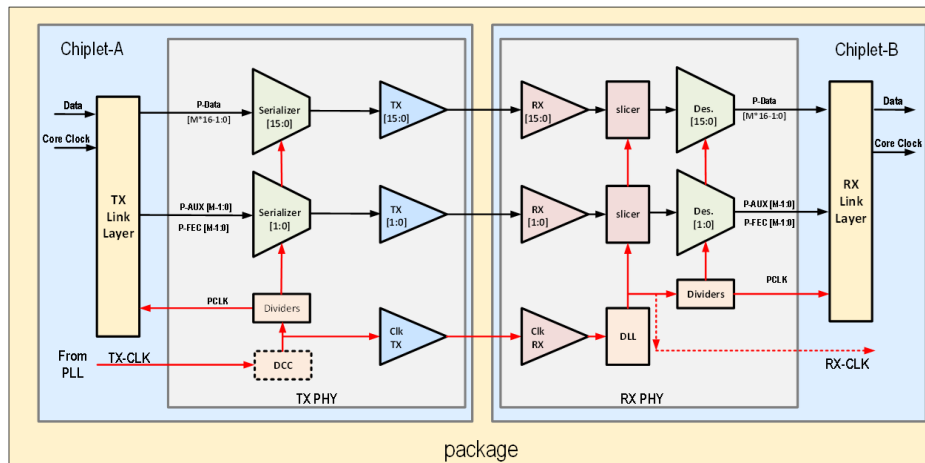 Chiplet-A
Chiplet-B
Data
Core Clock
TX
Link
Layer
P-Data
[M*16-1:0]
Serializer
[15:0]
TX
[15:0]
RX
[15:0]
slicer
Des.
[15:0]
P-Data
[M*16-1:0]
Data
Core Clock
RX
Link
Layer
P-AUX [M-1:0]
P-FEC [M-1:0]
Serializer
[1:0]
TX
[1:0]
RX
[1:0]
slicer
Des.
[1:0]
P-AUX [M-1:0]
P-FEC [M-1:0]
PCLK
Dividers
Dividers
PCLK
Clk
TX
Clk
RX
DLL
From
PLL
TX-CLK
DCC
RX-CLK
TX PHY
RX PHY
package